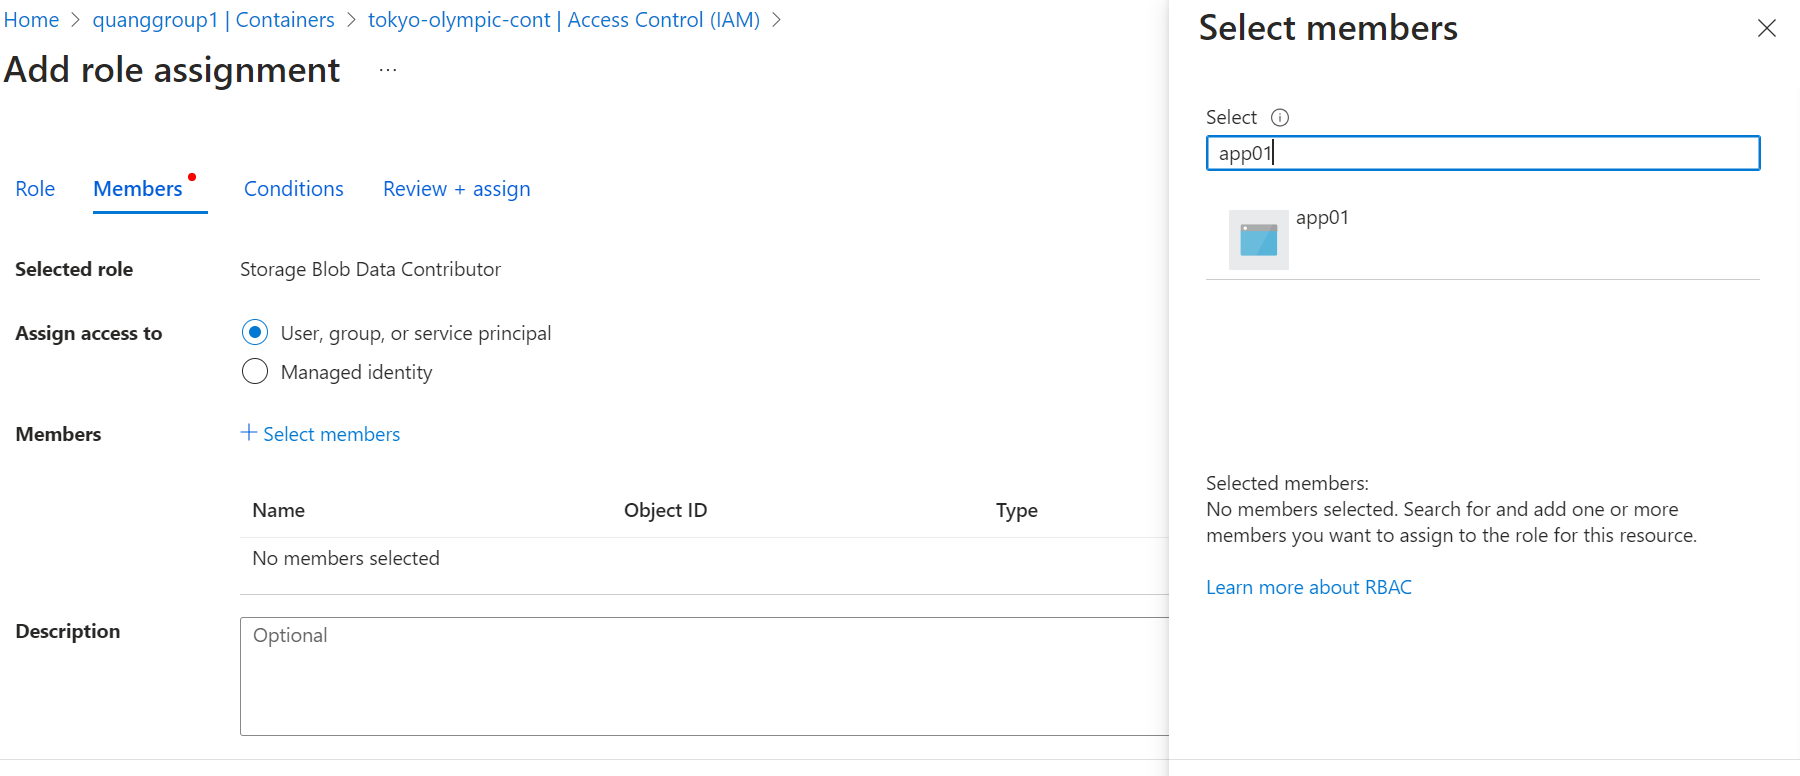 Home > quanggroup1 | Containers > tokyo-olympic-cont | Access Control (IAM) >
Add role assignment ...
Role Members Conditions Review + assign
Selected role Storage Blob Data Contributor
Assign access to User, group, or service principal
Managed identity
Members + Select members
Name Object ID Type
No members selected
Description Optional
Select members
Select
app01
app01
Selected members:
No members selected. Search for and add one or more
members you want to assign to the role for this resource.
Learn more about RBAC